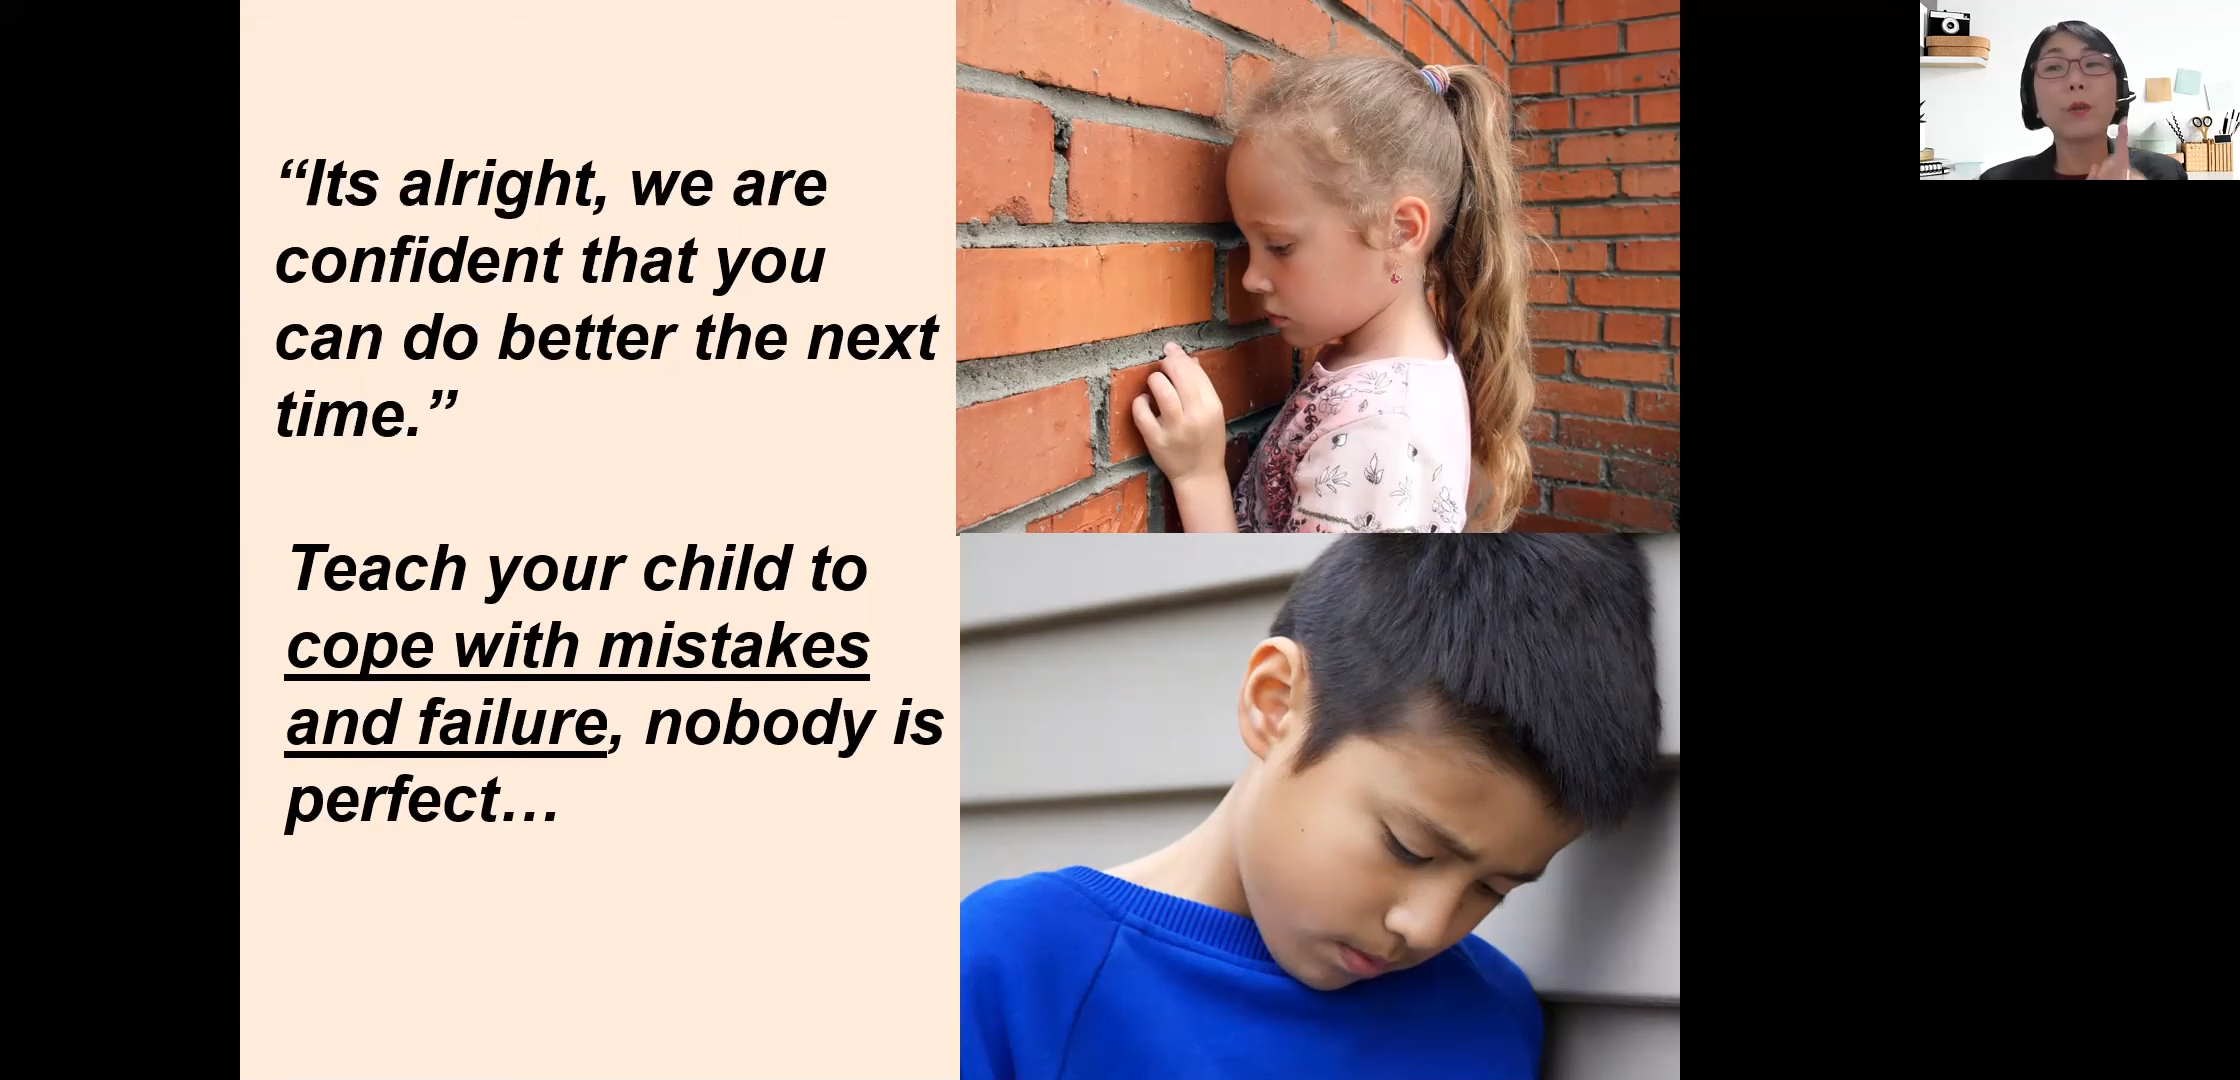 “Its alright, we are
confident that you
can do better the next
time.”
Teach your child to
cope with mistakes
and failure, nobody is
perfect…